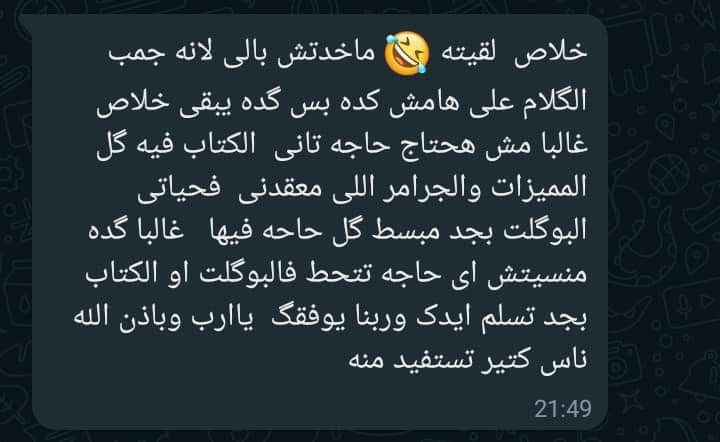 خلاص  لقيته 🤣 ماخدتش بالى لانه جمب
الگلام على هامش كده بس گده يبقى خلاص
غالبا مش هحتاج حاجه تانى  الكتاب فيه گل
المميزات والجرامر اللى معقدنى  فحياتى
البوگلت بجد مبسط گل حاحه فيها   غالبا گده
منسيتش اى حاجه تتحط فالبوگلت او الكتاب
بجد تسلم ايدک وربنا يوفقگ  ياارب وباذن الله
ناس كتير تستفيد منه
21:49